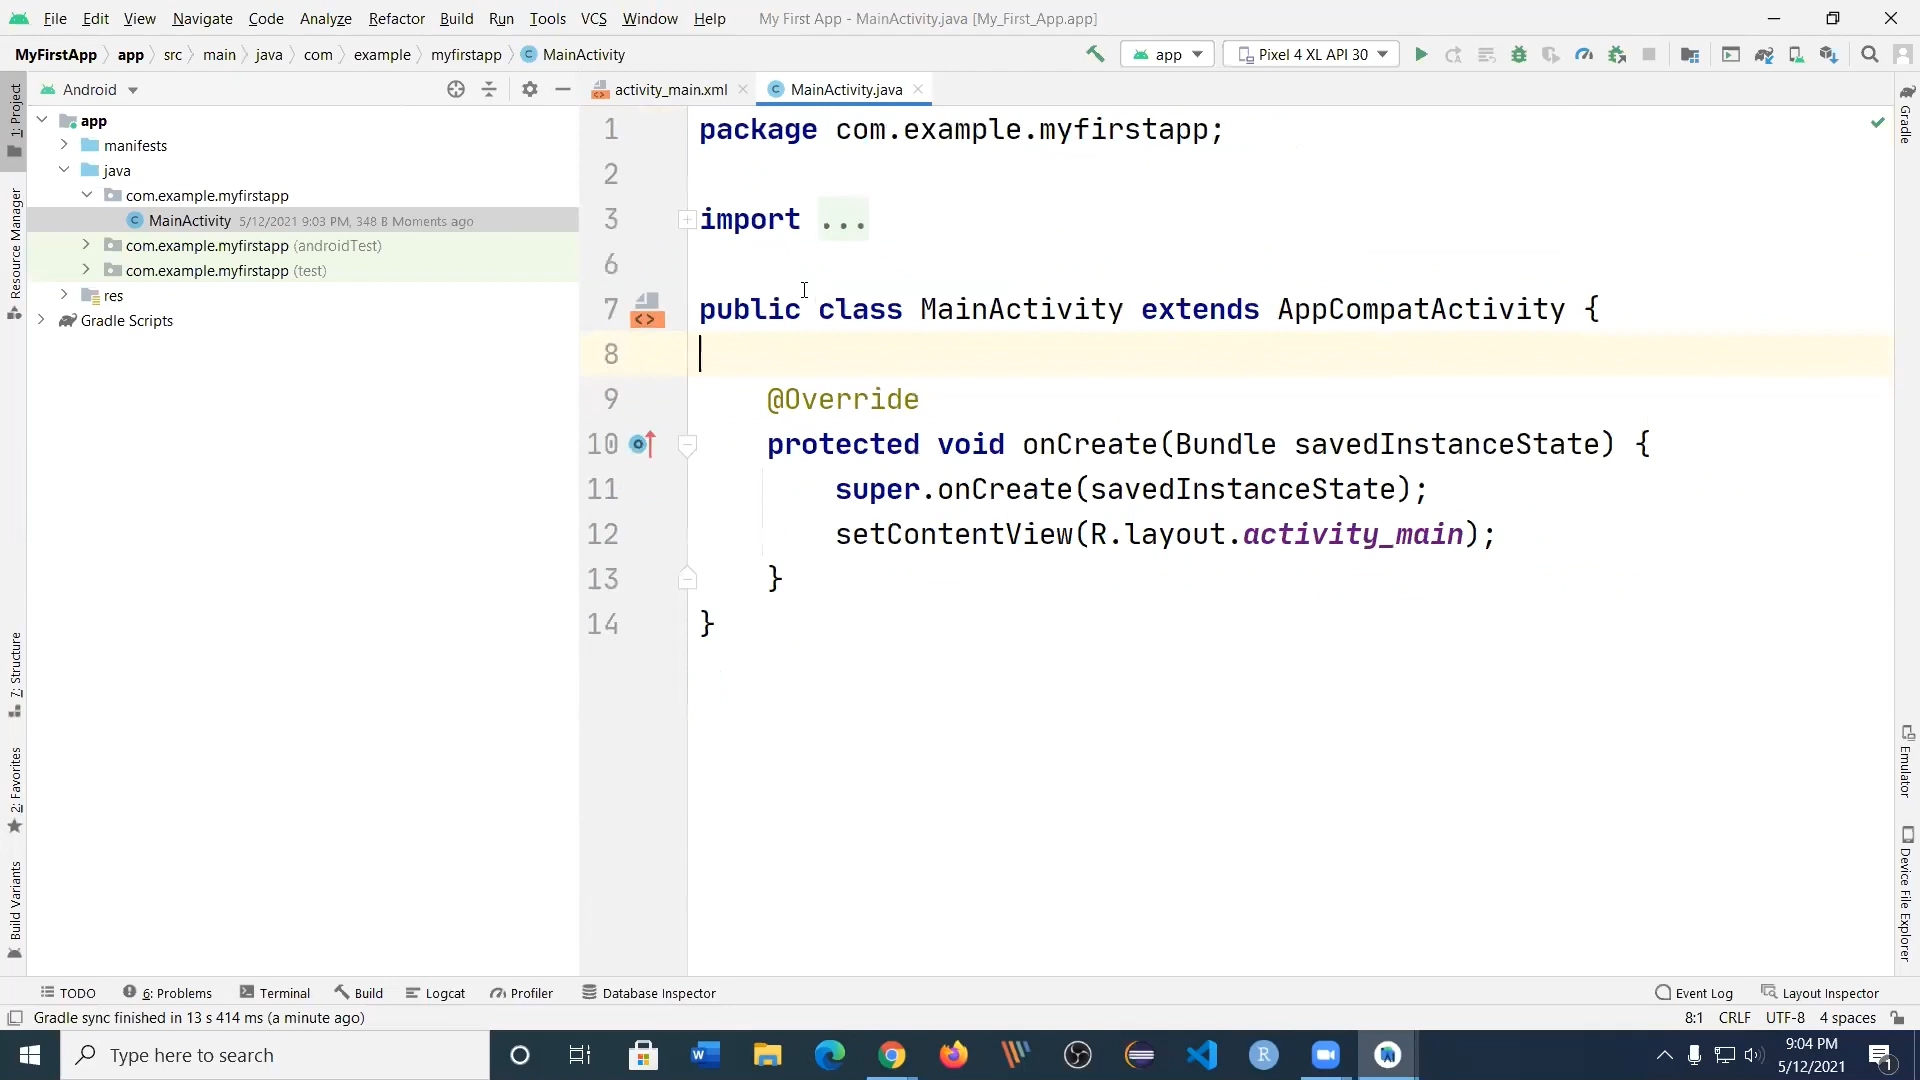 File Edit View Navigate Code Analyze Refactor Build Run Tools VCS Window Help My First App - MainActivity.java [My_First_App.app]
MyFirstApp app src main java com example myfirstapp MainActivity app Pixel 4 XL API 30
1: Project
Resource Manager
7: Structure
2: Favorites
Build Variants
Android
app
manifests
java
com.example.myfirstapp
MainActivity 5/12/2021 9:03 PM, 348 B Moments ago
com.example.myfirstapp (androidTest)
com.example.myfirstapp (test)
res
Gradle Scripts
activity_main.xml MainActivity.java
1 package com.example.myfirstapp;
2
3 import ...
6
7 public class MainActivity extends AppCompatActivity {
8
9 @Override
10 protected void onCreate(Bundle savedInstanceState) {
11 super.onCreate(savedInstanceState);
12 setContentView(R.layout.activity_main);
13 }
14 }
Gradle
Emulator
Device File Explorer
TODO 6: Problems Terminal Build Logcat Profiler Database Inspector Event Log Layout Inspector
Gradle sync finished in 13 s 414 ms (a minute ago) 8:1 CRLF UTF-8 4 spaces
Type here to search 9:04 PM
5/12/2021
1